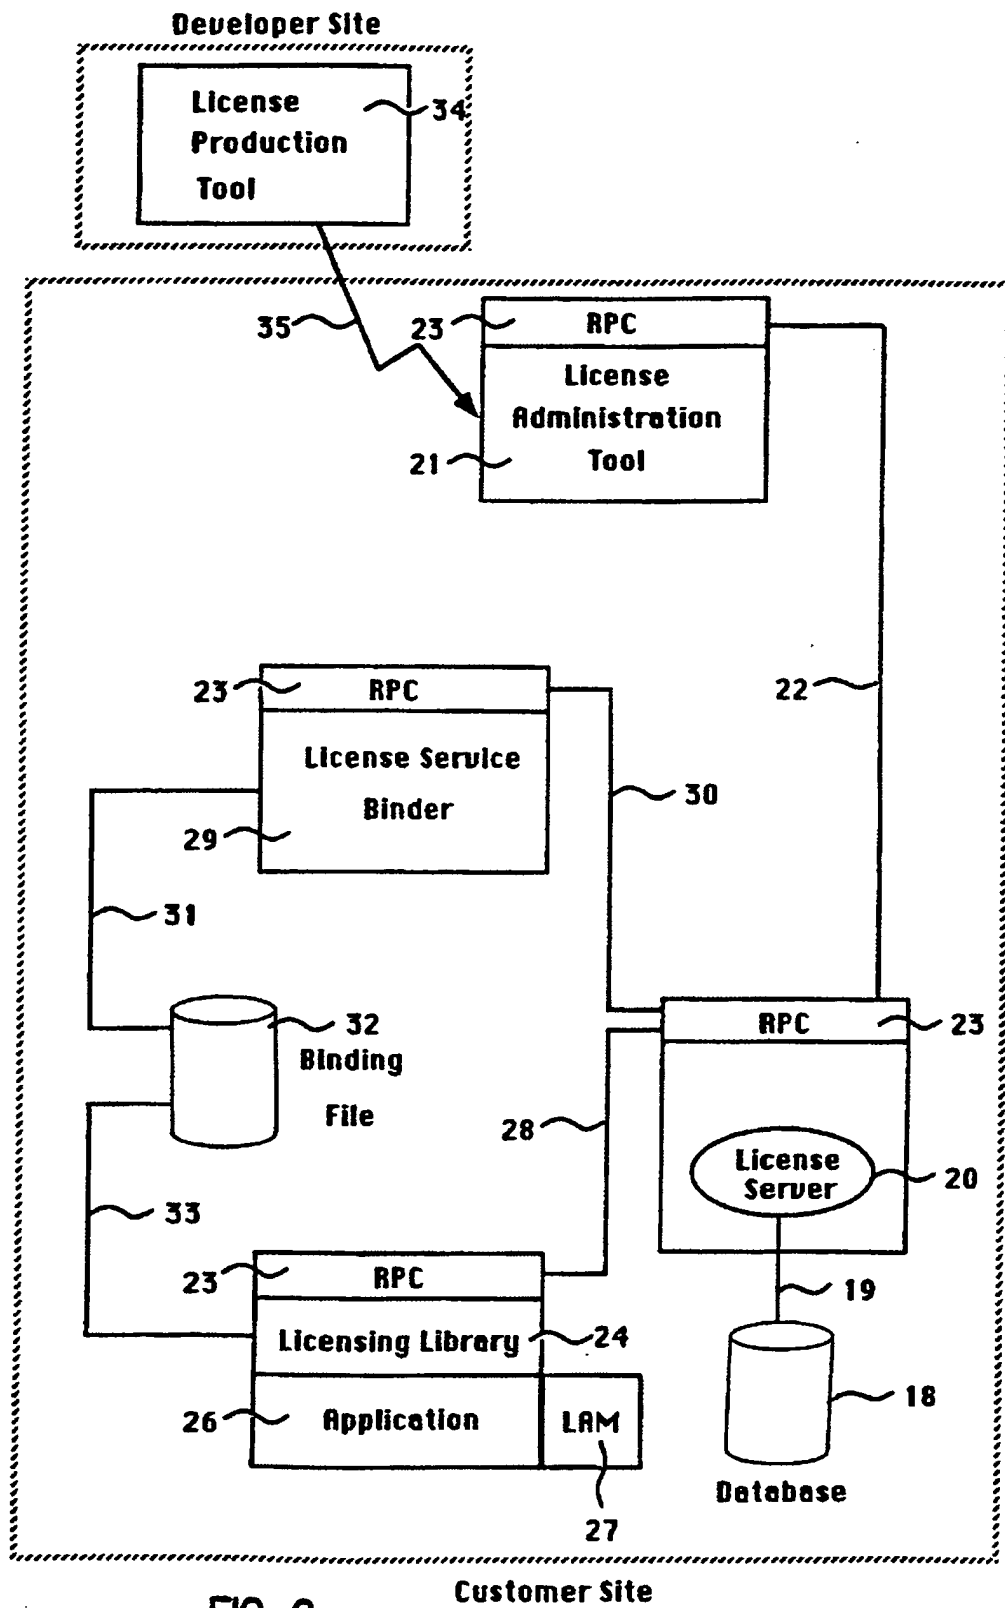 Developer Site
License
34
Production
Tool
35
23
RPC
License
Administration
21
Tool
23
RPC
22
License Service
30
Binder
29
31
32
Binding
File
RPC
23
28
License
Server
20
33
23
RPC
19
Licensing Library
24
26
Application
LAM
18
Database
27
Customer Site